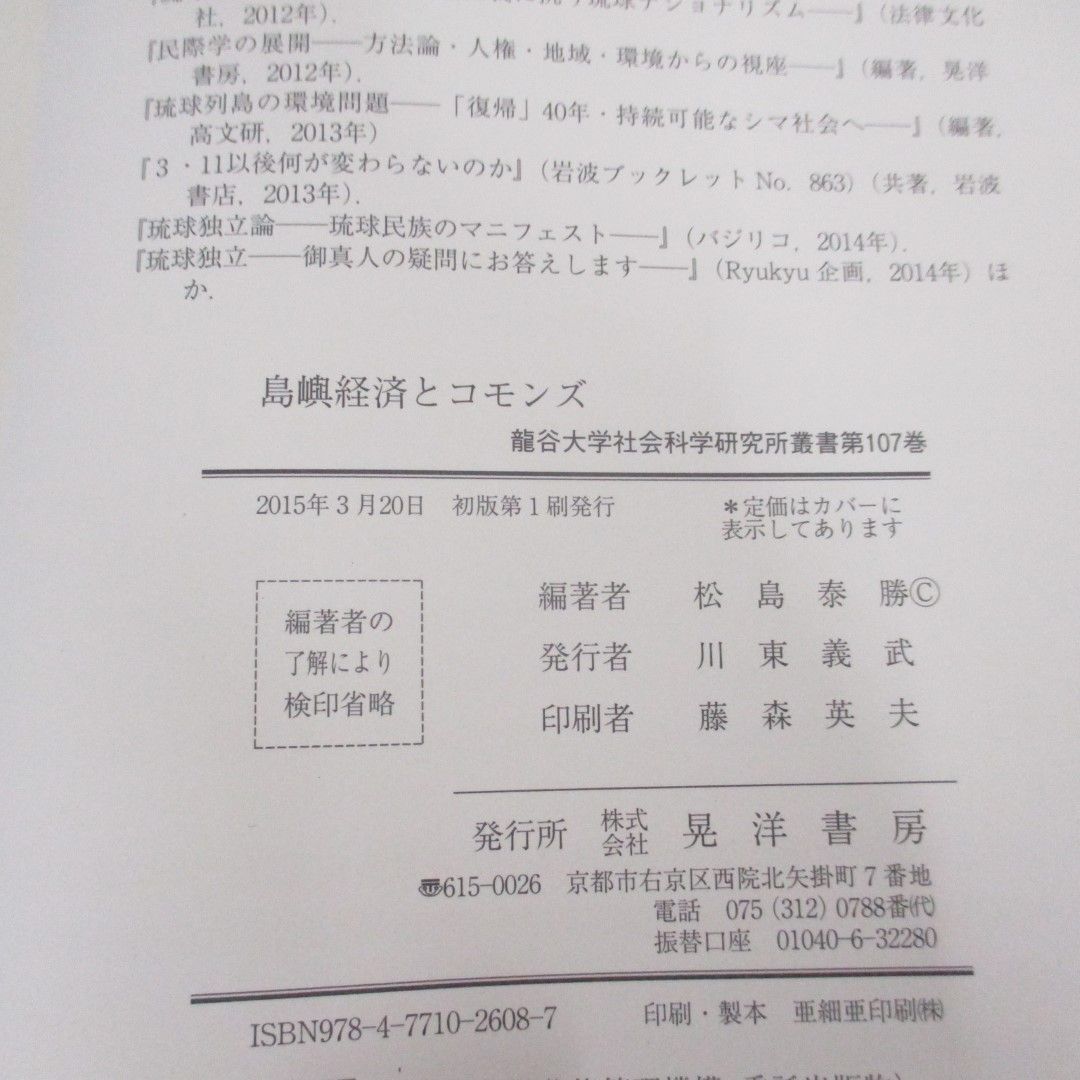 琉球ナショナリズム――』(法律文化
社，2012年).
『民際学の展開――方法論・人権・地域・環境からの視座――』(編著，晃洋
書房，2012年).
『琉球列島の環境問題――「復帰」40年・持続可能なシマ社会へ――』(編著，
高文研，2013年)
『3・11以後何が変わらないのか』(岩波ブックレットNo. 863) (共著，岩波
書店，2013年).
『琉球独立論――琉球民族のマニフェスト――』(バジリコ，2014年).
『琉球独立――御真人の疑問にお答えします――』(Ryukyu 企画，2014年) ほ
か.
島嶼経済とコモンズ
龍谷大学社会科学研究所叢書第107巻
2015年3月20日 初版第1刷発行
＊定価はカバーに
表示してあります
編著者の
了解により
検印省略
編著者 松島泰勝©
発行者 川東義武
印刷者 藤森英夫
発行所 株式会社 晃洋書房
〠615-0026 京都市右京区西院北矢掛町7番地
電話 075 (312) 0788番㈹
振替口座 01040-6-32280
ISBN978-4-7710-2608-7
印刷・製本 亜細亜印刷㈱